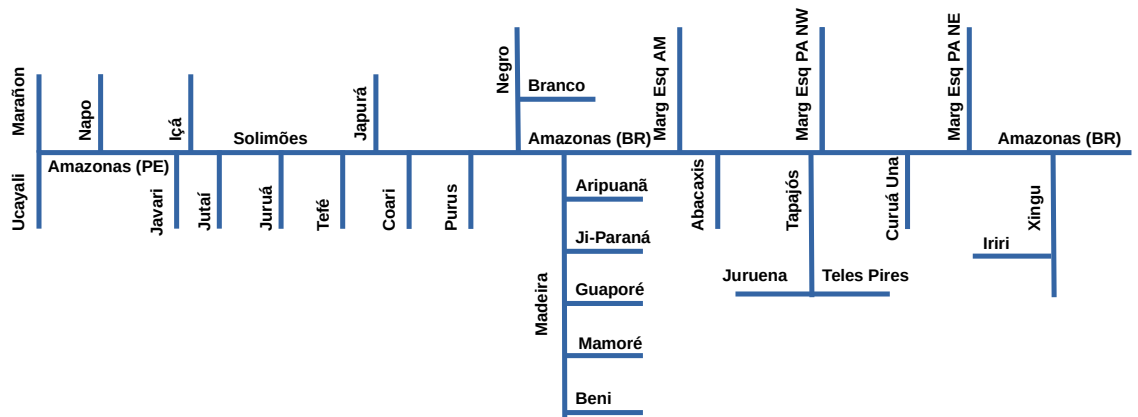 Marañon
Napo
Içá
Solimões
Japurá
Negro
Branco
Amazonas (BR)
Marg Esq AM
Marg Esq PA NW
Marg Esq PA NE
Amazonas (BR)
Ucayali
Amazonas (PE)
Javari
Jutaí
Juruá
Tefé
Coari
Purus
Madeira
Aripuanã
Ji-Paraná
Guaporé
Mamoré
Beni
Abacaxis
Tapajós
Juruena
Teles Pires
Curuá Una
Iriri
Xingu